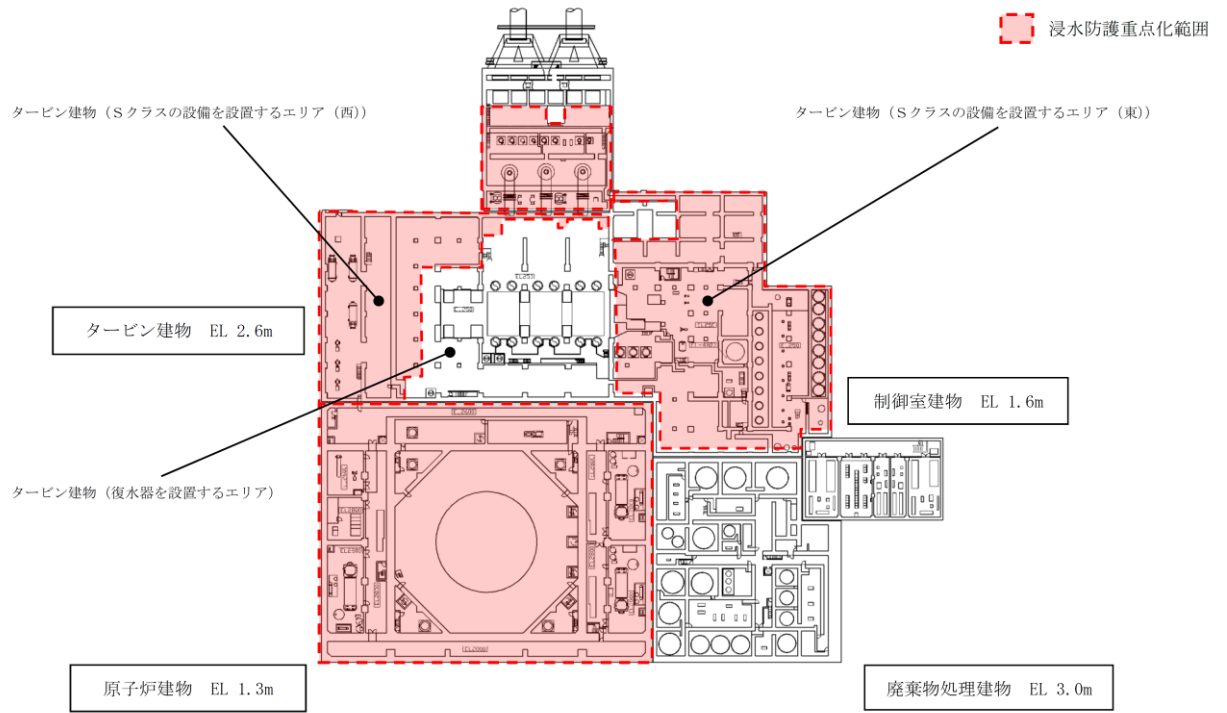 浸水防護重点化範囲
タービン建物（Ｓクラスの設備を設置するエリア（西））
タービン建物（Ｓクラスの設備を設置するエリア（東））
タービン建物　EL 2.6m
制御室建物　EL 1.6m
タービン建物（復水器を設置するエリア）
原子炉建物　EL 1.3m
廃棄物処理建物　EL 3.0m